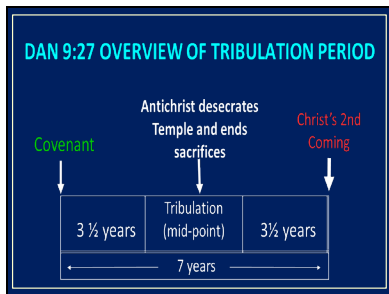 DAN 9:27 OVERVIEW OF TRIBULATION PERIOD
Antichrist desecrates
Temple and ends
sacrifices
Covenant
Christ's 2nd
Coming
3 ½ years
Tribulation
(mid-point)
3½ years
7 years